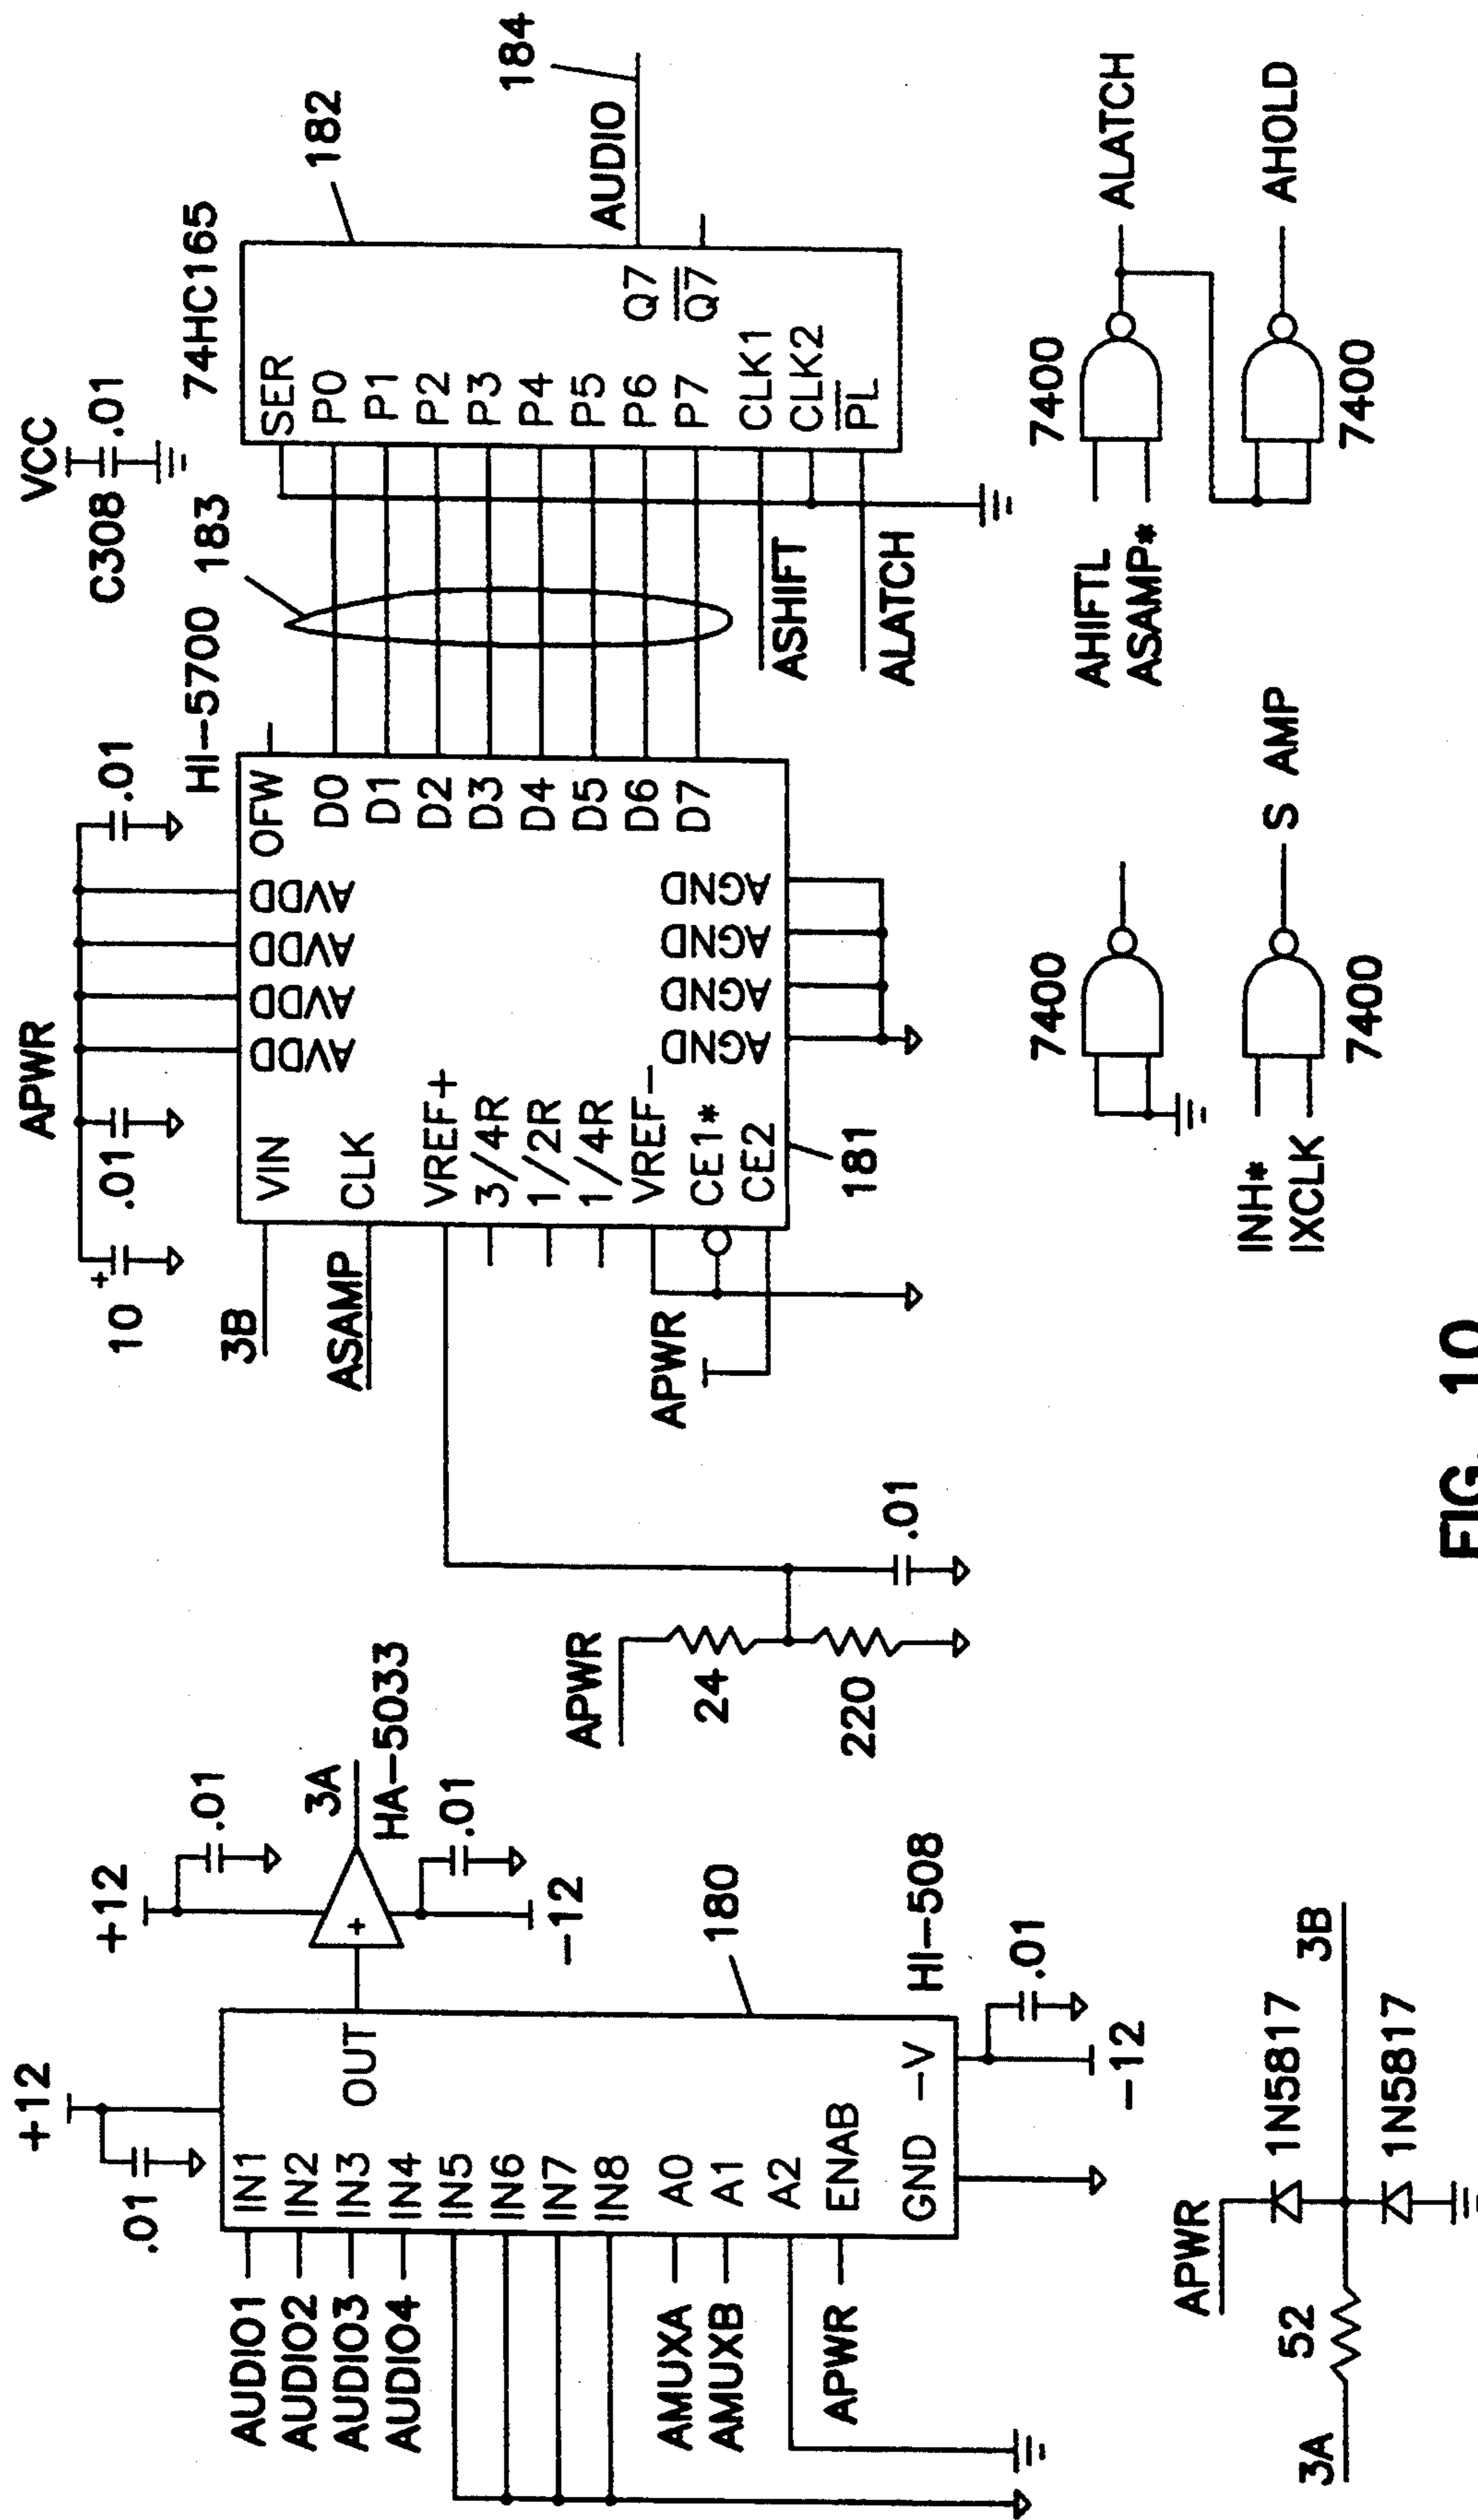 +12
.01
IN1
IN2
IN3
IN4
IN5
IN6
IN7
IN8
A0
A1
A2
ENAB
GND
-V
OUT
AUDIO1
AUDIO2
AUDIO3
AUDIO4
AMUXA
AMUXB
APWR
180
HI-508
-12
.01
+12
.01
+
3A
HA-5033
.01
-12
APWR
24
220
.01
APWR
10
+
.01
.01
HI-5700
3B
ASAMP
APWR
VIN
CLK
VREF+
3/4R
1/2R
1/4R
VREF-
CE1*
CE2
AVDD
AVDD
AVDD
AVDD
OFW
D0
D1
D2
D3
D4
D5
D6
D7
AGND
AGND
AGND
AGND
181
183
VCC
C308
.01
74HC165
182
SER
P0
P1
P2
P3
P4
P5
P6
P7
CLK1
CLK2
PL
Q7
Q7
AUDIO
184
ASHIFT
ALATCH
3A
52
APWR
1N5817
1N5817
3B
7400
INH*
IXCLK
7400
S AMP
AHIFTL
ASAMP*
7400
ALATCH
7400
AHOLD
FIG. 10